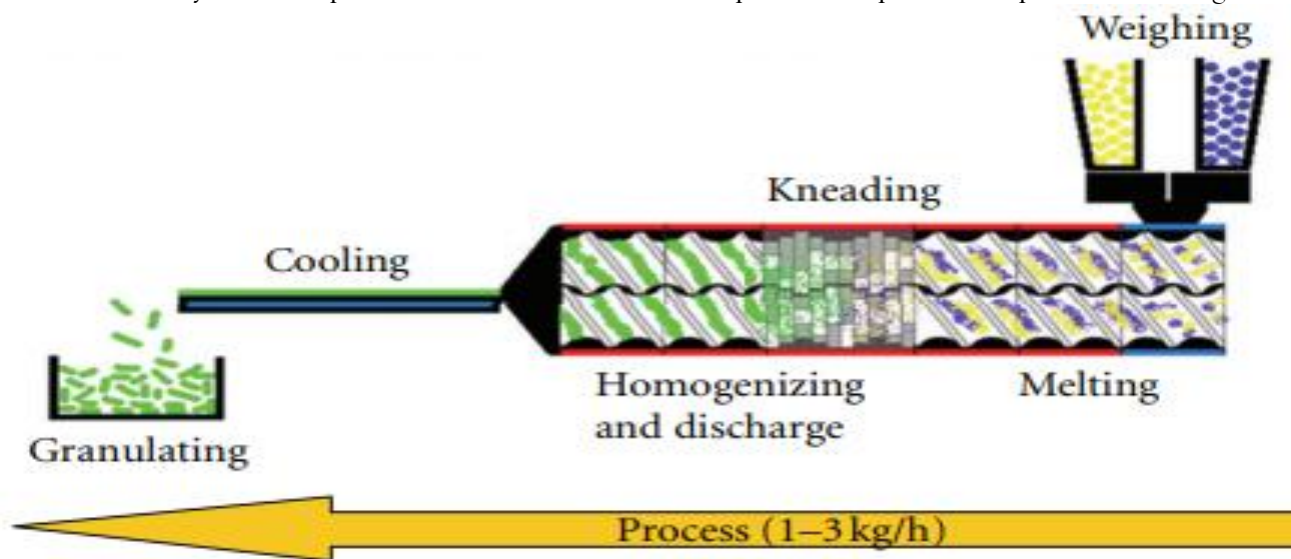 Weighing
Kneading
Cooling
Homogenizing
and discharge
Melting
Granulating
Process (1–3 kg/h)